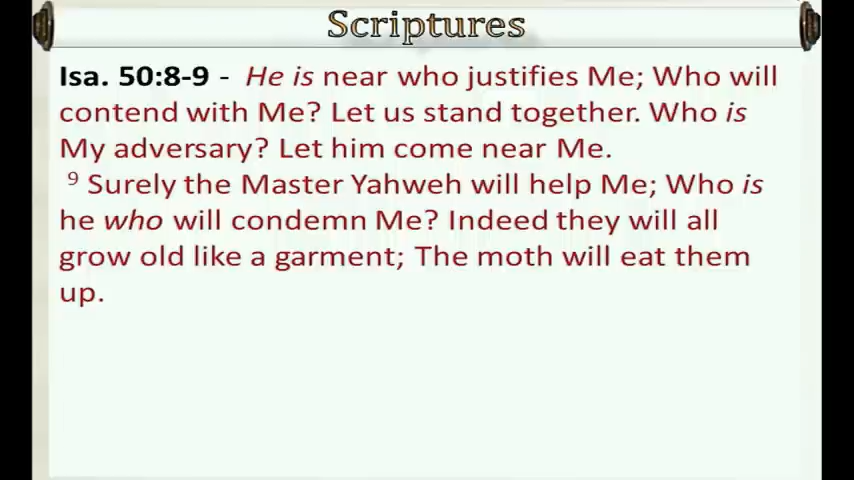 Scriptures
Isa. 50:8-9 - He is near who justifies Me; Who will
contend with Me? Let us stand together. Who is
My adversary? Let him come near Me.
9 Surely the Master Yahweh will help Me; Who is
he who will condemn Me? Indeed they will all
grow old like a garment; The moth will eat them
up.